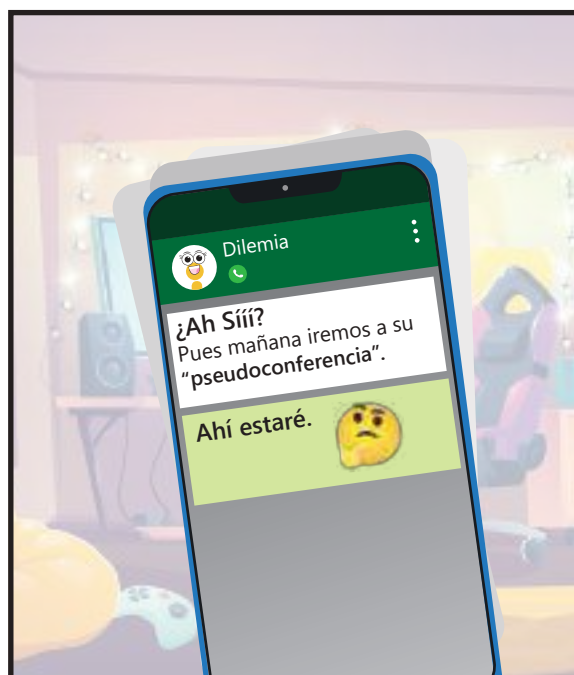 Dilemia
¿Ah Sííí?
Pues mañana iremos a su
“pseudoconferencia”.
Ahí estaré.